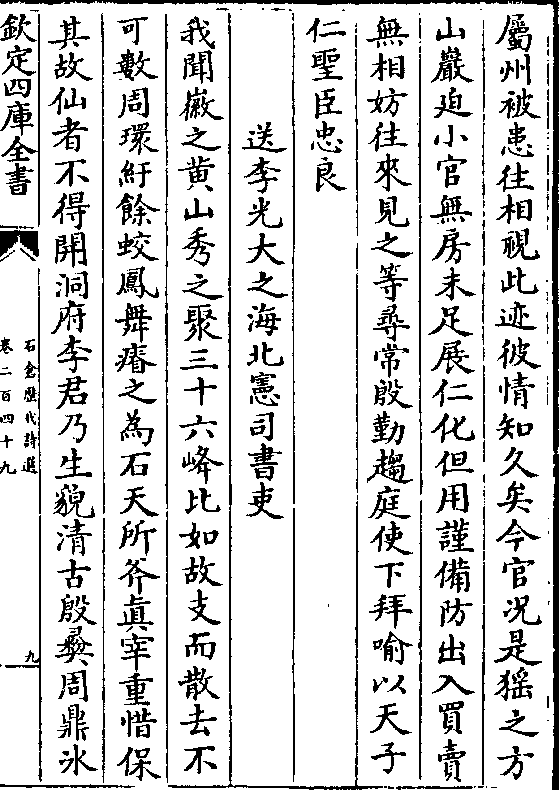 屬州被患往相視此迹彼情知久矣今官况是猺之方
山巖迫小官無房未足展仁化但用謹備防出入買賣
無相妨往來見之等尋常殷勤趨庭使下拜喻以天子
仁聖臣忠良
送李光大之海北憲司書吏
我聞徽之黄山秀之聚三十六峰比如故支而散去不
可數周環紆餘蛟鳳舞瘠之為石天所斧真宰重惜保
其故仙者不得開洞府李君乃生貌清古殷彛周鼎氷
欽定四庫全書
石倉歷代詩選
卷二百四十九
九